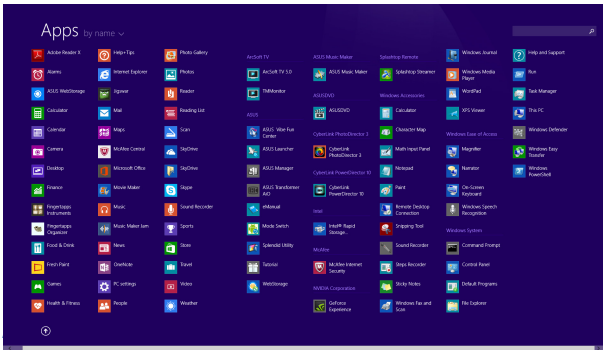 Apps by name
Adobe Reader X
Alarms
ASUS WebStorage
Calculator
Calendar
Camera
Desktop
Finance
Fingertapps
Instruments
Fingertapps
Organizer
Food & Drink
Fresh Paint
Games
Health & Fitness
Help+Tips
Internet Explorer
Jigswar
Mail
Maps
McAfee Central
Microsoft Office
Movie Maker
Music
Music Maker Jam
News
OneNote
PC settings
People
Photo Gallery
Photos
Reader
Reading List
Scan
SkyDrive
SkyDrive
Skype
Sound Recorder
Sports
Store
Travel
Video
Weather
ArcSoft TV
ArcSoft TV 5.0
TMMonitor
ASUS
ASUS Vibe Fun
Center
ASUS Launcher
ASUS Manager
ASUS Transformer
AIO
eManual
Mode Switch
Splendid Utility
Tutorial
WebStorage
ASUS Music Maker
ASUS Music Maker
ASUSDVD
ASUSDVD
CyberLink PhotoDirector 3
CyberLink
PhotoDirector 3
CyberLink PowerDirector 10
CyberLink
PowerDirector 10
Intel
Intel® Rapid
Storage...
McAfee
McAfee Internet
Security
NVIDIA Corporation
GeForce
Experience
Splashtop Remote
Splashtop Streamer
Windows Accessories
Calculator
Character Map
Math Input Panel
Notepad
Paint
Remote Desktop
Connection
Snipping Tool
Sound Recorder
Steps Recorder
Sticky Notes
Windows Fax and
Scan
Windows Journal
Windows Media
Player
WordPad
XPS Viewer
Windows Ease of Access
Magnifier
Narrator
On-Screen
Keyboard
Windows Speech
Recognition
Windows System
Command Prompt
Control Panel
Default Programs
File Explorer
Help and Support
Run
Task Manager
This PC
Windows Defender
Windows Easy
Transfer
Windows
PowerShell